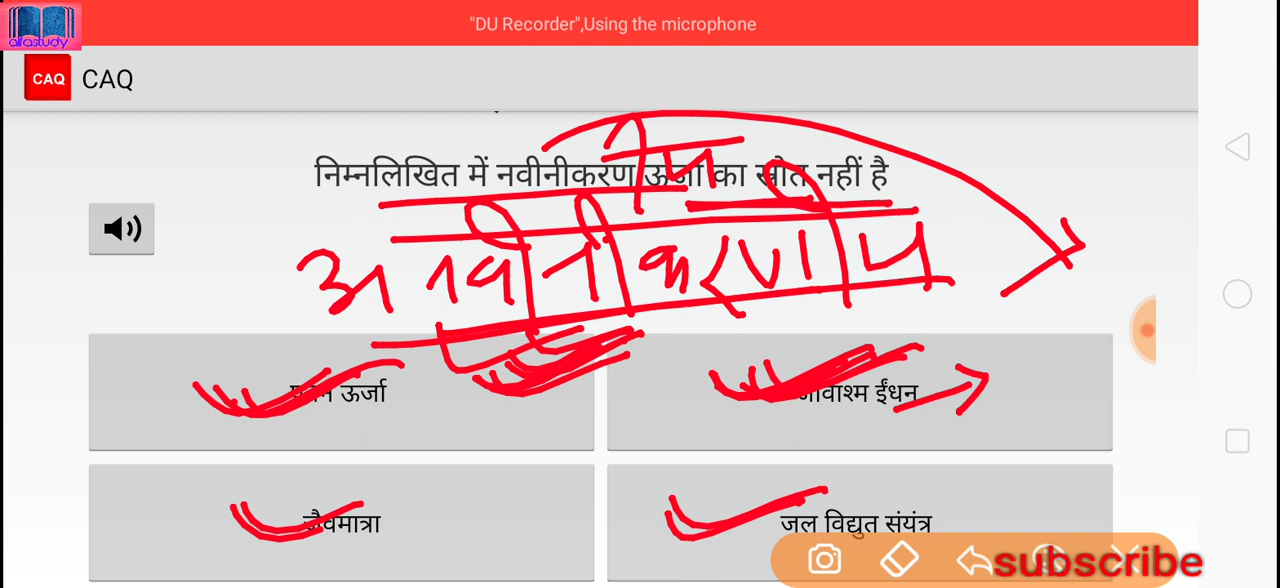 "DU Recorder",Using the microphone
alfastudy
CAQ CAQ
निम्नलिखित में नवीनीकरण ऊर्जा का स्रोत नहीं है
अनवीनीकरणीय
ऊर्जा
जीवाश्म ईंधन
जैवमात्रा
जल विद्युत संयंत्र
subscribe